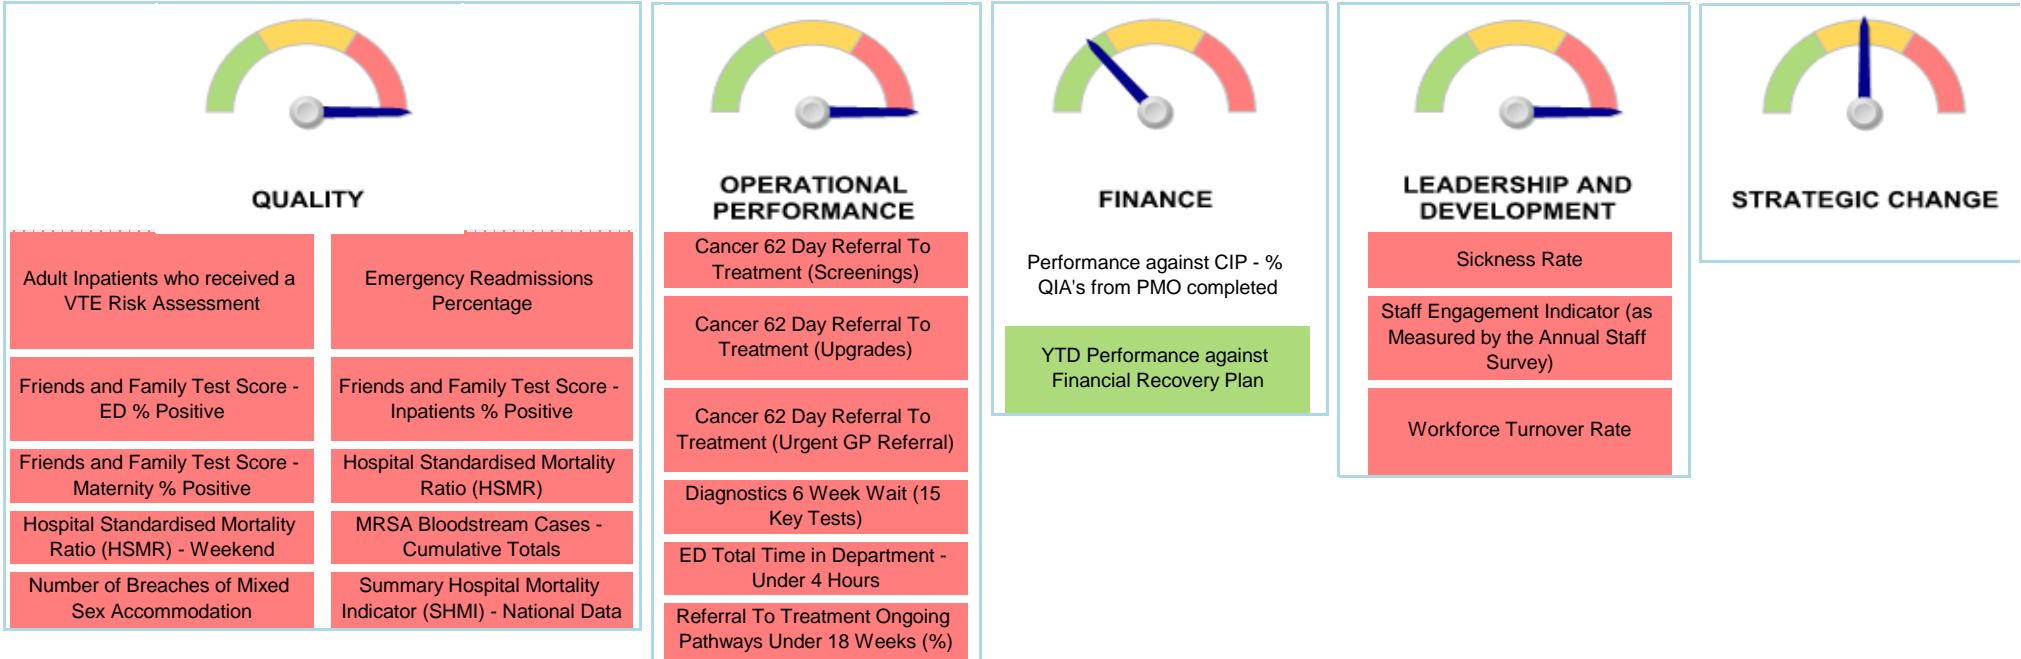 QUALITY
Adult Inpatients who received a
VTE Risk Assessment
Emergency Readmissions
Percentage
Friends and Family Test Score -
ED % Positive
Friends and Family Test Score -
Inpatients % Positive
Friends and Family Test Score -
Maternity % Positive
Hospital Standardised Mortality
Ratio (HSMR)
Hospital Standardised Mortality
Ratio (HSMR) - Weekend
MRSA Bloodstream Cases -
Cumulative Totals
Number of Breaches of Mixed
Sex Accommodation
Summary Hospital Mortality
Indicator (SHMI) - National Data
OPERATIONAL
PERFORMANCE
Cancer 62 Day Referral To
Treatment (Screenings)
Cancer 62 Day Referral To
Treatment (Upgrades)
Cancer 62 Day Referral To
Treatment (Urgent GP Referral)
Diagnostics 6 Week Wait (15
Key Tests)
ED Total Time in Department -
Under 4 Hours
Referral To Treatment Ongoing
Pathways Under 18 Weeks (%)
FINANCE
Performance against CIP - %
QIA's from PMO completed
YTD Performance against
Financial Recovery Plan
LEADERSHIP AND
DEVELOPMENT
Sickness Rate
Staff Engagement Indicator (as
Measured by the Annual Staff
Survey)
Workforce Turnover Rate
STRATEGIC CHANGE